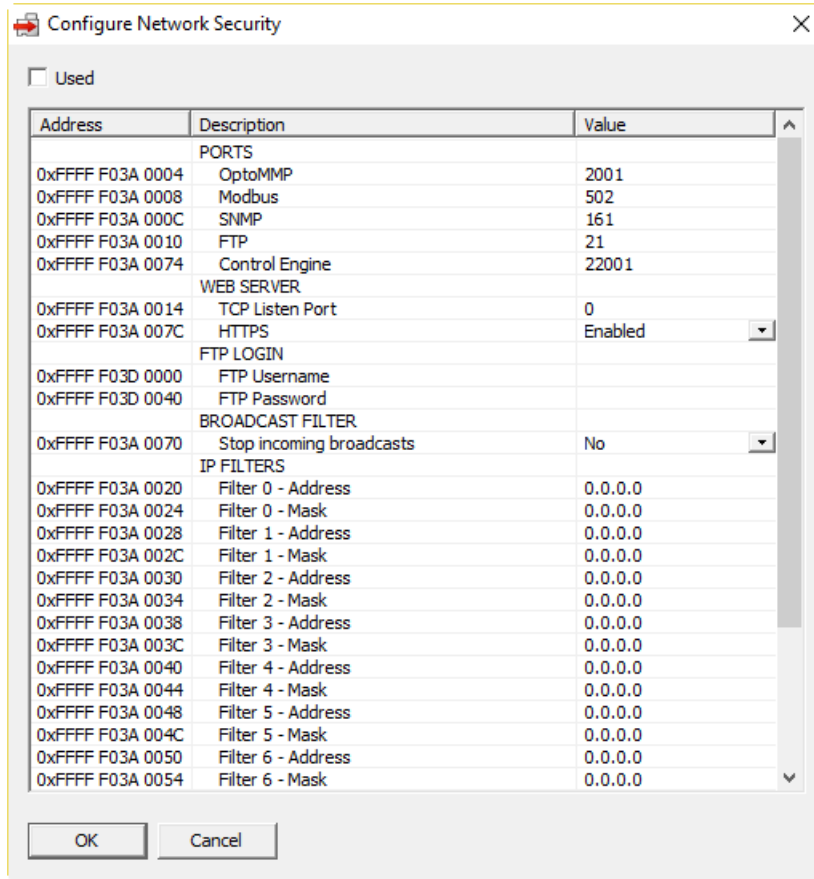 Configure Network Security
Used
Address Description Value
PORTS
0xFFFF F03A 0004 OptoMMP 2001
0xFFFF F03A 0008 Modbus 502
0xFFFF F03A 000C SNMP 161
0xFFFF F03A 0010 FTP 21
0xFFFF F03A 0074 Control Engine 22001
WEB SERVER
0xFFFF F03A 0014 TCP Listen Port 0
0xFFFF F03A 007C HTTPS Enabled
FTP LOGIN
0xFFFF F03D 0000 FTP Username
0xFFFF F03D 0040 FTP Password
BROADCAST FILTER
0xFFFF F03A 0070 Stop incoming broadcasts No
IP FILTERS
0xFFFF F03A 0020 Filter 0 - Address 0.0.0.0
0xFFFF F03A 0024 Filter 0 - Mask 0.0.0.0
0xFFFF F03A 0028 Filter 1 - Address 0.0.0.0
0xFFFF F03A 002C Filter 1 - Mask 0.0.0.0
0xFFFF F03A 0030 Filter 2 - Address 0.0.0.0
0xFFFF F03A 0034 Filter 2 - Mask 0.0.0.0
0xFFFF F03A 0038 Filter 3 - Address 0.0.0.0
0xFFFF F03A 003C Filter 3 - Mask 0.0.0.0
0xFFFF F03A 0040 Filter 4 - Address 0.0.0.0
0xFFFF F03A 0044 Filter 4 - Mask 0.0.0.0
0xFFFF F03A 0048 Filter 5 - Address 0.0.0.0
0xFFFF F03A 004C Filter 5 - Mask 0.0.0.0
0xFFFF F03A 0050 Filter 6 - Address 0.0.0.0
0xFFFF F03A 0054 Filter 6 - Mask 0.0.0.0
OK Cancel